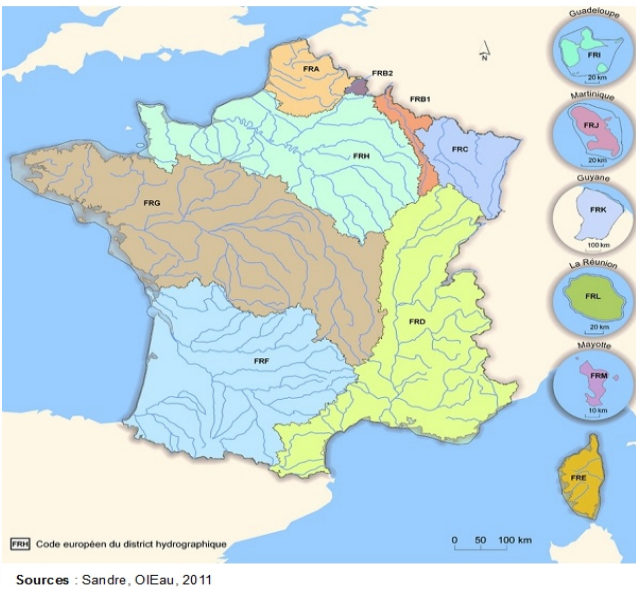 Guadeloupe
FRI
20 km
Martinique
FRJ
20 km
Guyane
FRK
100 km
La Réunion
FRL
20 km
Mayotte
FRM
10 km
N
FRA
FRB2
FRB1
FRH
FRC
FRG
FRD
FRF
FRE
FRH Code européen du district hydrographique
0 50 100 km
Sources : Sandre, OIEau, 2011